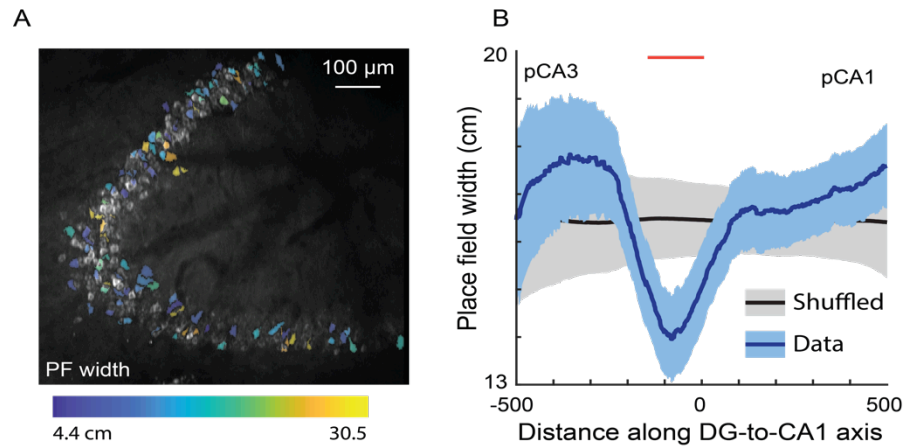 A
100 µm
PF width
4.4 cm
30.5
B
20
pCA3
pCA1
Place field width (cm)
Shuffled
Data
13
-500
0
500
Distance along DG-to-CA1 axis